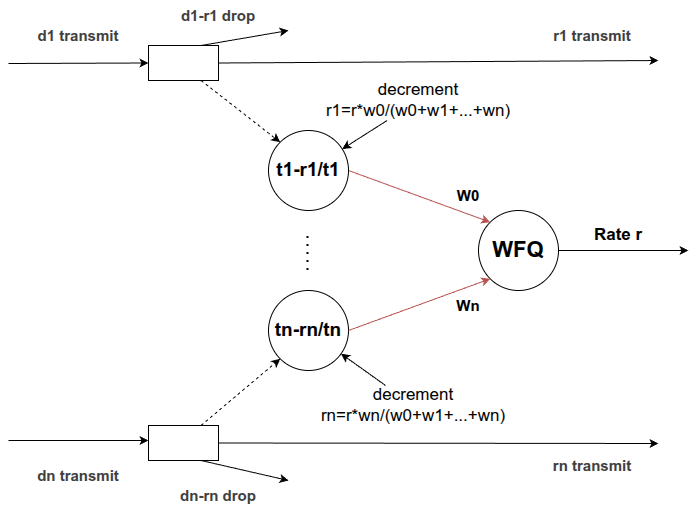 d1-r1 drop
d1 transmit
r1 transmit
decrement
r1=r*w0/(w0+w1+...+wn)
t1-r1/t1
W0
Rate r
WFQ
Wn
tn-rn/tn
decrement
rn=r*wn/(w0+w1+...+wn)
dn transmit
rn transmit
dn-rn drop